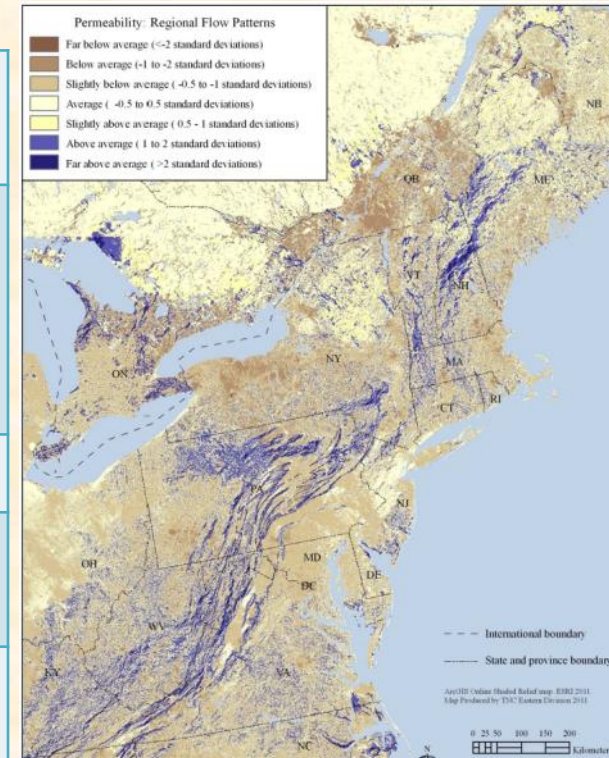 Permeability: Regional Flow Patterns
Far below average (<-2 standard deviations)
Below average (-1 to -2 standard deviations)
Slightly below average ( -0.5 to -1 standard deviations)
Average ( -0.5 to 0.5 standard deviations)
Slightly above average ( 0.5 - 1 standard deviations)
Above average ( 1 to 2 standard deviations)
Far above average ( >2 standard deviations)
NB
QB
ME
VT
NH
ON
NY
MA
CT
RI
PA
NJ
OH
MD
DE
DC
WV
KY
VA
NC
International boundary
State and province boundary
ArcGIS Online Shaded Relief map. ESRI 2011
Map Produced by TNC Eastern Division 2011
0 25 50 100 150 200
Kilometer
N